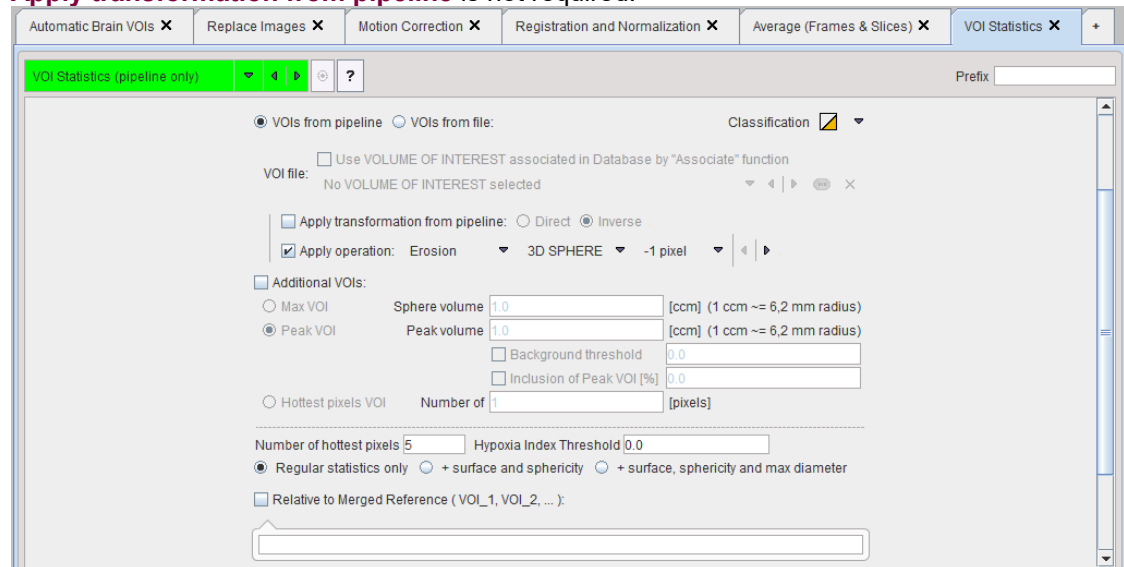 Apply transformation from pipeline is not required.
Automatic Brain VOIs ✕ Replace Images ✕ Motion Correction ✕ Registration and Normalization ✕ Average (Frames & Slices) ✕ VOI Statistics ✕ +
VOI Statistics (pipeline only) ? Prefix
VOIs from pipeline VOIs from file: Classification
Use VOLUME OF INTEREST associated in Database by "Associate" function
VOI file:
No VOLUME OF INTEREST selected
Apply transformation from pipeline: Direct Inverse
Apply operation: Erosion 3D SPHERE -1 pixel
Additional VOIs:
Max VOI Sphere volume 1.0 [ccm] (1 ccm ~= 6,2 mm radius)
Peak VOI Peak volume 1.0 [ccm] (1 ccm ~= 6,2 mm radius)
Background threshold 0.0
Inclusion of Peak VOI [%] 0.0
Hottest pixels VOI Number of 1 [pixels]
Number of hottest pixels 5 Hypoxia Index Threshold 0.0
Regular statistics only + surface and sphericity + surface, sphericity and max diameter
Relative to Merged Reference ( VOI_1, VOI_2, ... ):